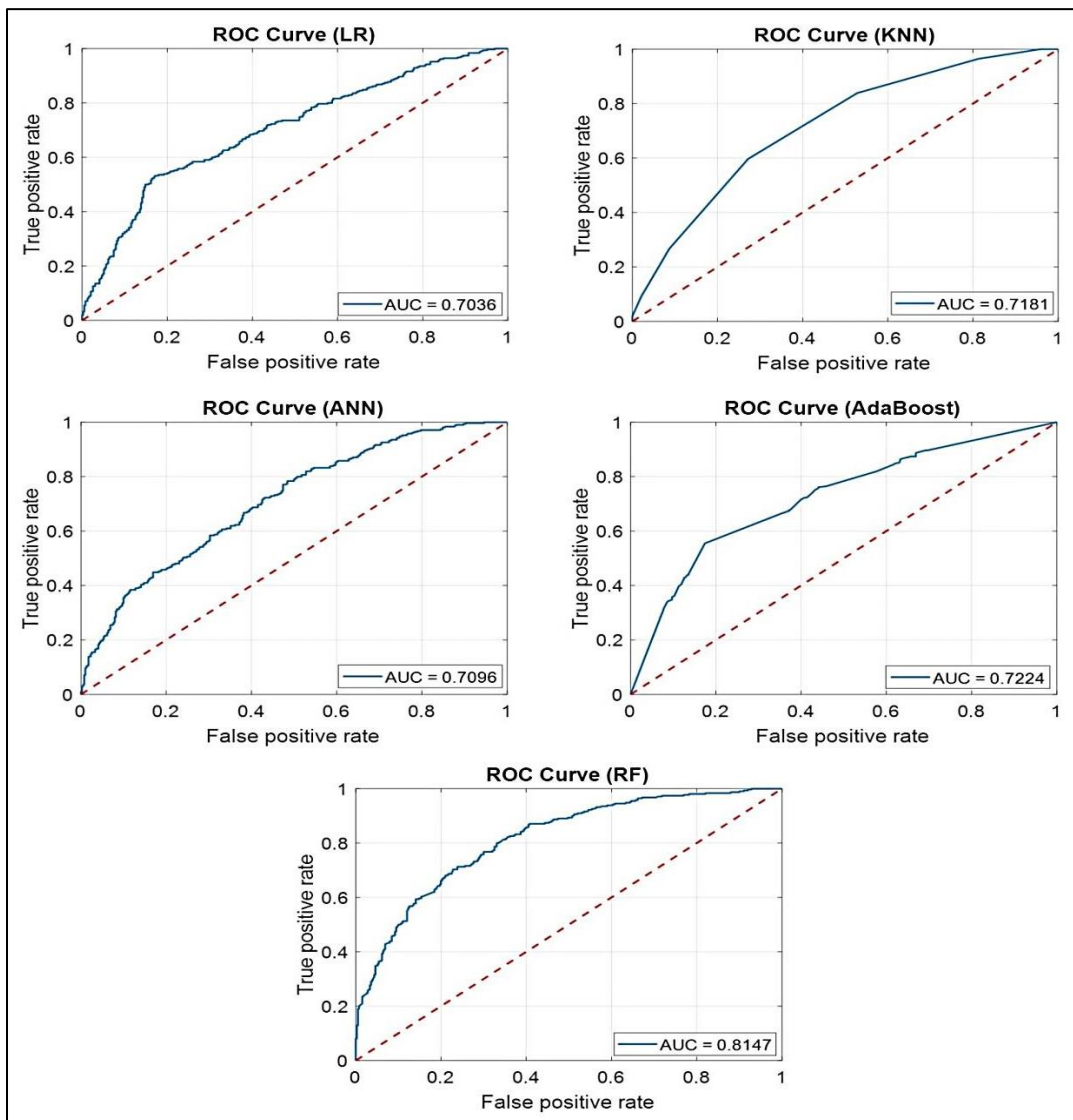 ROC Curve (LR)
1
0.8
0.6
0.4
0.2
0
True positive rate
AUC = 0.7036
0 0.2 0.4 0.6 0.8 1
False positive rate
ROC Curve (KNN)
1
0.8
0.6
0.4
0.2
0
True positive rate
AUC = 0.7181
0 0.2 0.4 0.6 0.8 1
False positive rate
ROC Curve (ANN)
1
0.8
0.6
0.4
0.2
0
True positive rate
AUC = 0.7096
0 0.2 0.4 0.6 0.8 1
False positive rate
ROC Curve (AdaBoost)
1
0.8
0.6
0.4
0.2
0
True positive rate
AUC = 0.7224
0 0.2 0.4 0.6 0.8 1
False positive rate
ROC Curve (RF)
1
0.8
0.6
0.4
0.2
0
True positive rate
AUC = 0.8147
0 0.2 0.4 0.6 0.8 1
False positive rate